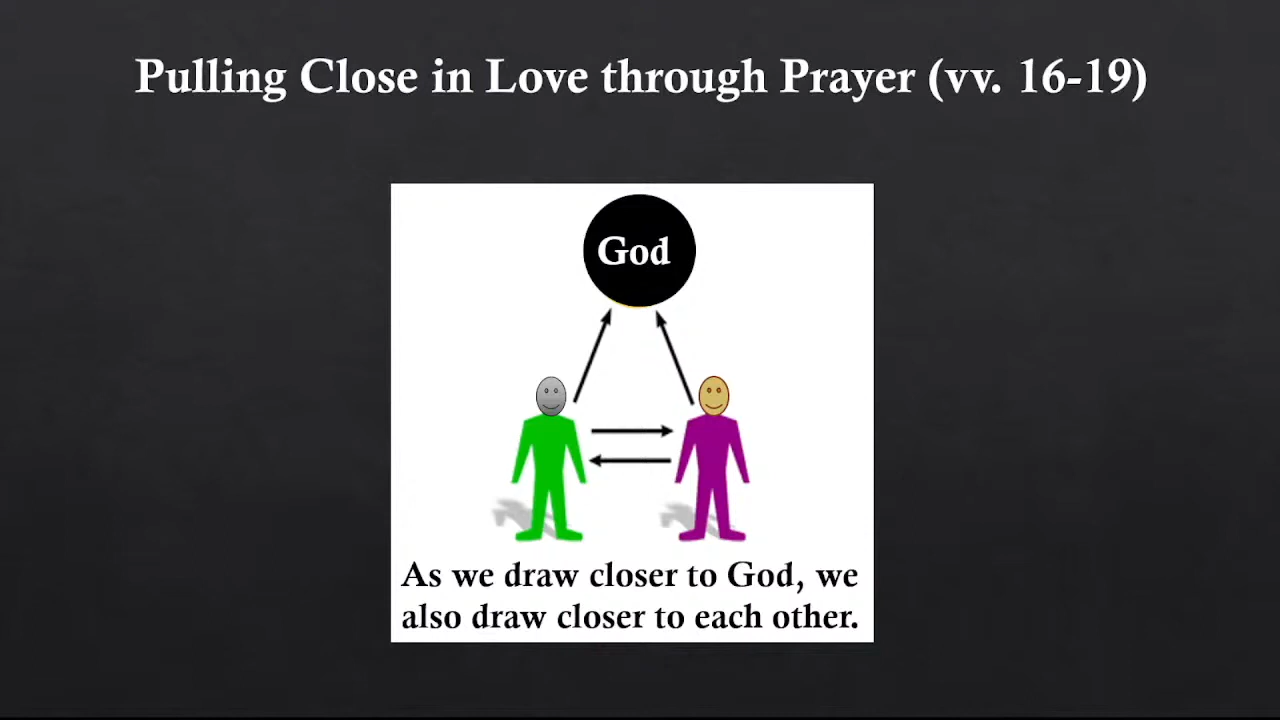 Pulling Close in Love through Prayer (vv. 16-19)
God
As we draw closer to God, we
also draw closer to each other.